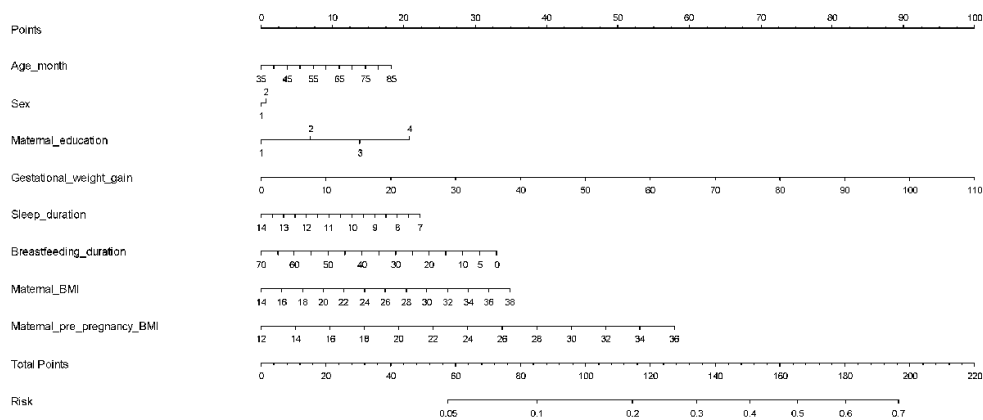 Points 0 10 20 30 40 50 60 70 80 90 100
Age_month
35 45 55 65 75 85
2
Sex
1
2 4
Maternal_education
1 3
Gestational_weight_gain
0 10 20 30 40 50 60 70 80 90 100 110
Sleep_duration
14 13 12 11 10 9 8 7
Breastfeeding_duration
70 60 50 40 30 20 10 5 0
Maternal_BMI
14 16 18 20 22 24 26 28 30 32 34 36 38
Maternal_pre_pregnancy_BMI
12 14 16 18 20 22 24 26 28 30 32 34 36
Total Points
0 20 40 60 80 100 120 140 160 180 200 220
Risk
0.05 0.1 0.2 0.3 0.4 0.5 0.6 0.7